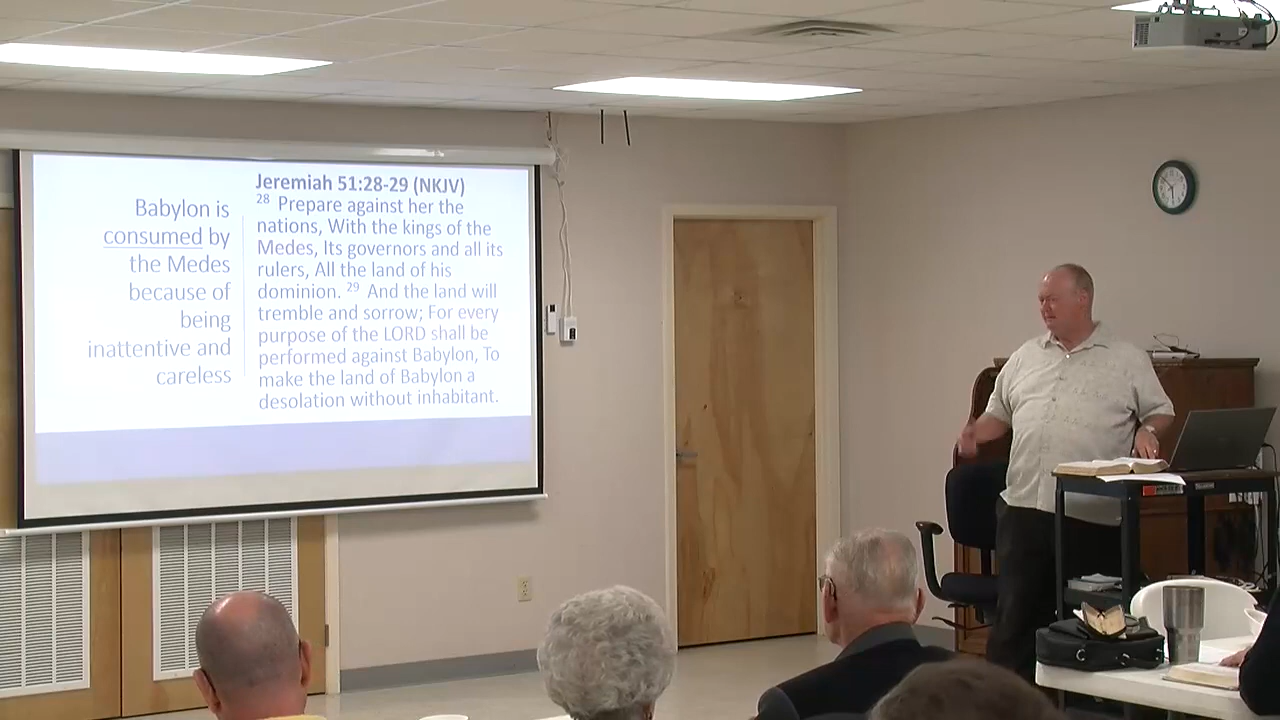 Babylon is
consumed by
the Medes
because of
being
inattentive and
careless
Jeremiah 51:28-29 (NKJV)
28 Prepare against her the
nations, With the kings of the
Medes, Its governors and all its
rulers, All the land of his
dominion. 29 And the land will
tremble and sorrow; For every
purpose of the LORD shall be
performed against Babylon, To
make the land of Babylon a
desolation without inhabitant.